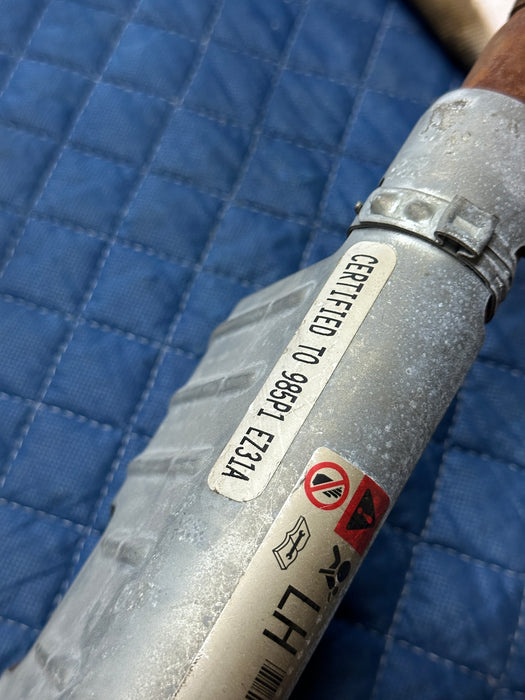 CERTIFIED TO 985P1 EZ31A
LH